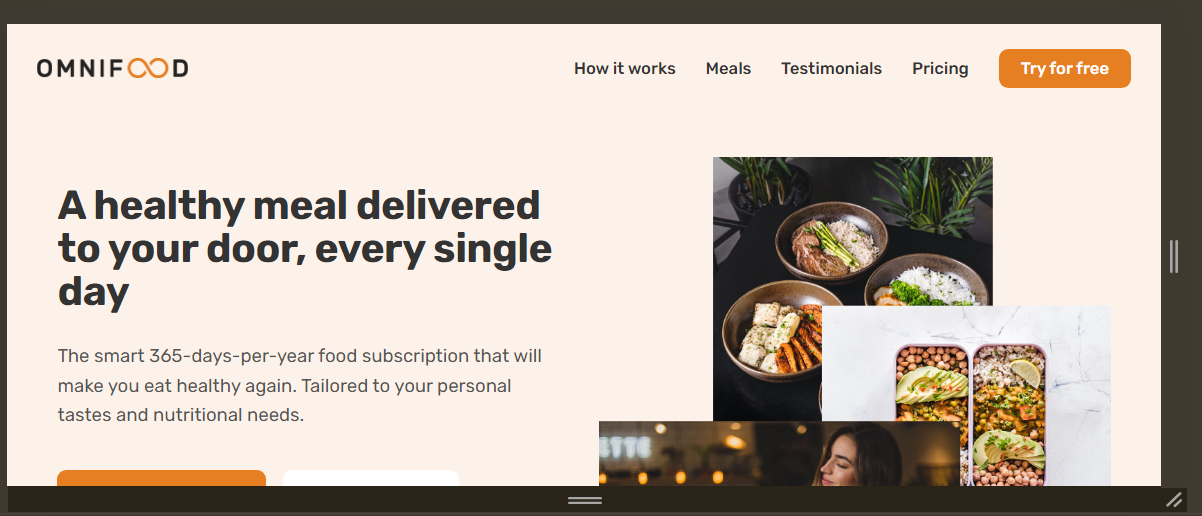 OMNIFOOD
How it works
Meals
Testimonials
Pricing
Try for free
A healthy meal delivered
to your door, every single
day
The smart 365-days-per-year food subscription that will
make you eat healthy again. Tailored to your personal
tastes and nutritional needs.
ETTE